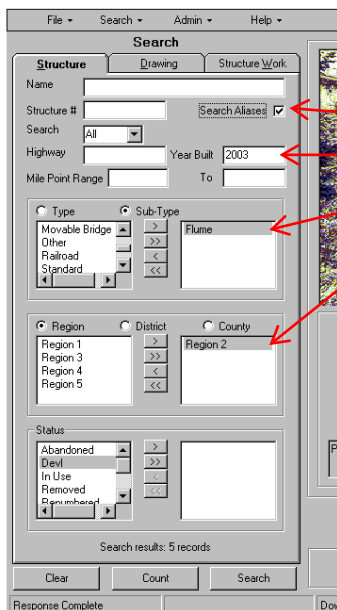 File Search Admin Help
Search
Structure Drawing Structure Work
Name
Structure # Search Aliases
Search All
Highway Year Built 2003
Mile Point Range To
Type Sub-Type
Movable Bridge > Flume
Other >>
Railroad <
Standard <<
Region District County
Region 1 > Region 2
Region 3 >>
Region 4 <
Region 5 <<
Status
Abandoned >
Devl >>
In Use <
Removed <<
Renumbered
Search results: 5 records
Clear Count Search
Response Complete Dov
P